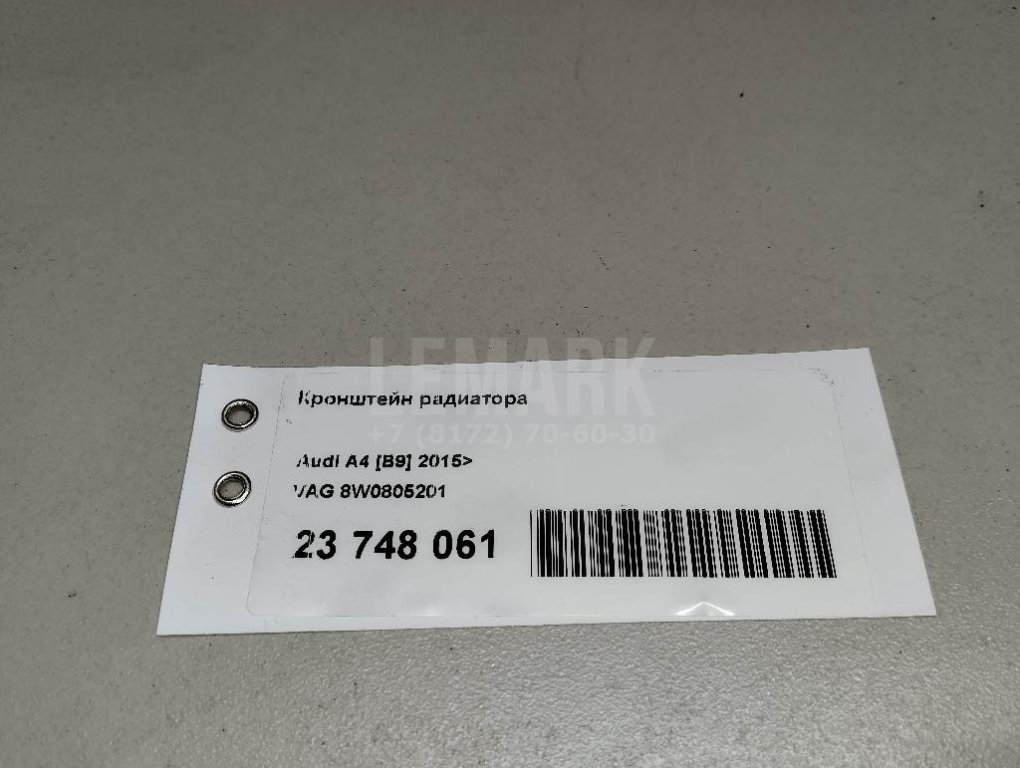 LEMARK
+7 (8172) 70-60-30
Кронштейн радиатора
Audi A4 [B9] 2015>
VAG 8W0805201
23 748 061